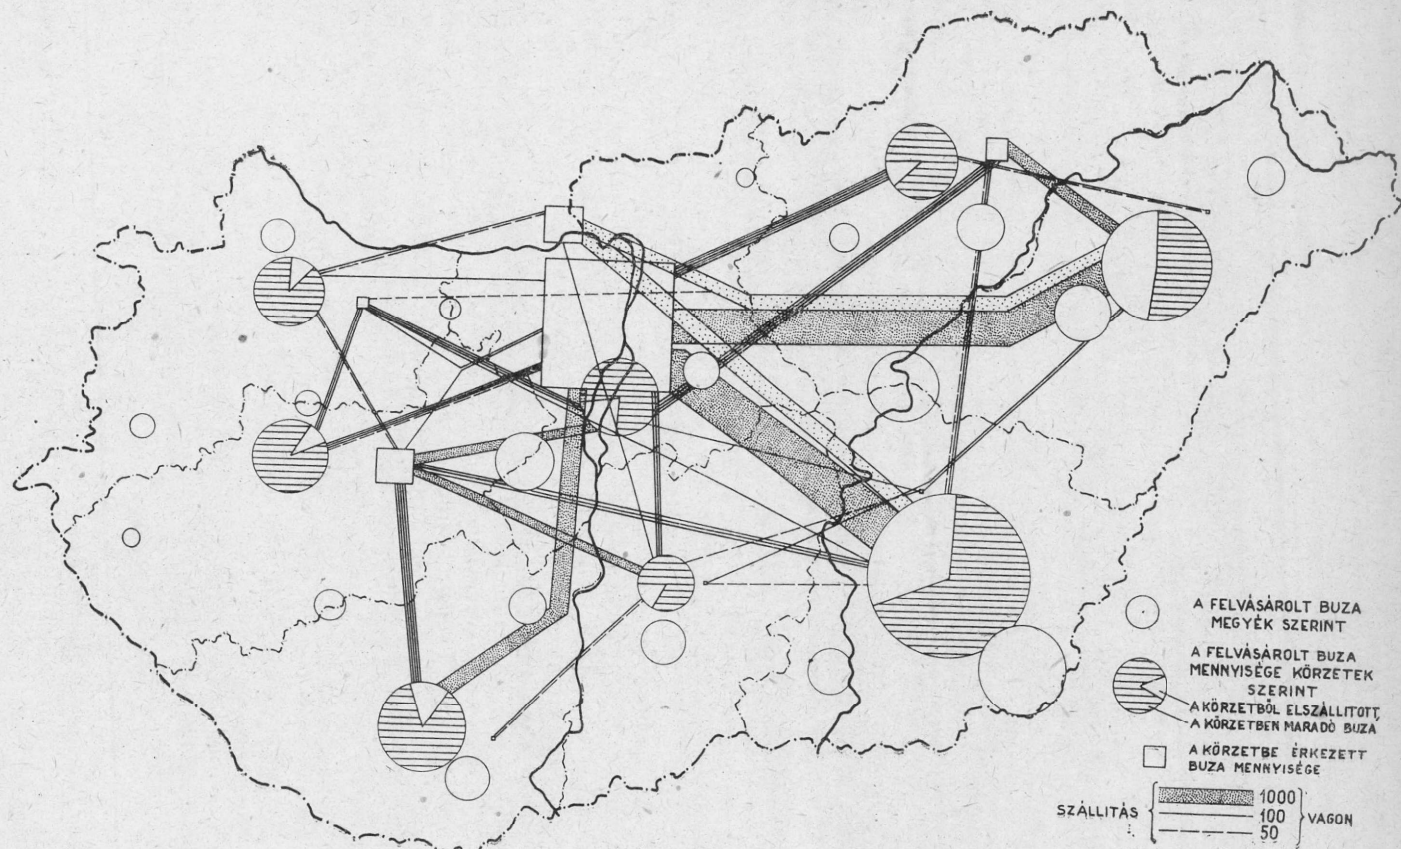 A FELVÁSÁROLT BUZA
MEGYÉK SZERINT
A FELVÁSÁROLT BUZA
MENNYISÉGE KÖRZETEK
SZERINT
A KÖRZETBŐL ELSZÁLLITOTT
A KÖRZETBEN MARADÓ BUZA
A KÖRZETBE ÉRKEZETT
BUZA MENNYISÉGE
SZÁLLITÁS
1000
100
50
VAGON